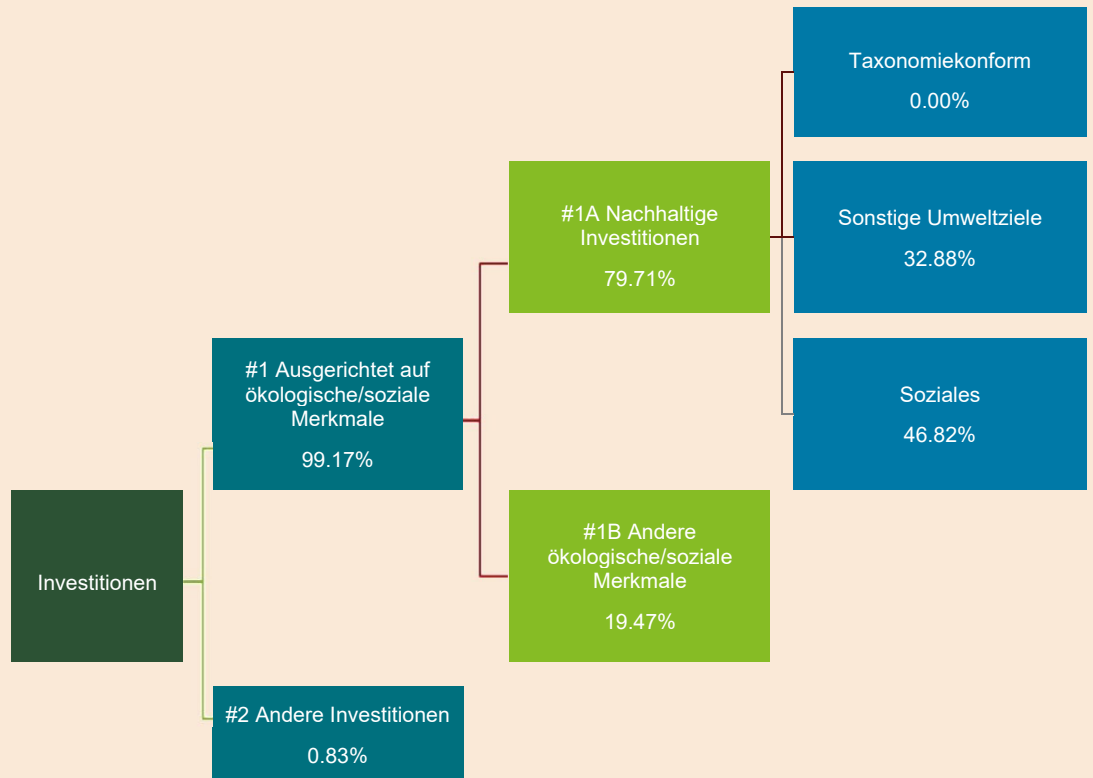 Investitionen
#1 Ausgerichtet auf
ökologische/soziale
Merkmale
99.17%
#2 Andere Investitionen
0.83%
#1A Nachhaltige
Investitionen
79.71%
#1B Andere
ökologische/soziale
Merkmale
19.47%
Taxonomiekonform
0.00%
Sonstige Umweltziele
32.88%
Soziales
46.82%